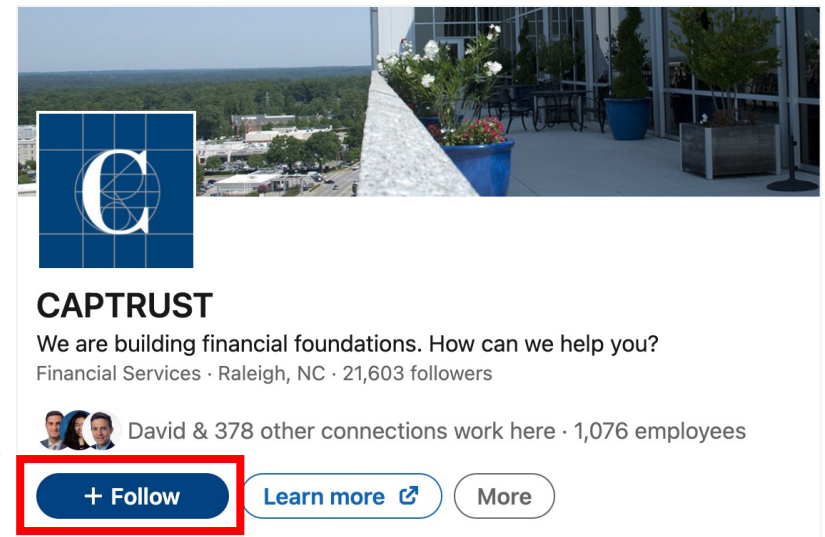 C
CAPTRUST
We are building financial foundations. How can we help you?
Financial Services · Raleigh, NC · 21,603 followers
David & 378 other connections work here · 1,076 employees
+ Follow
Learn more
More